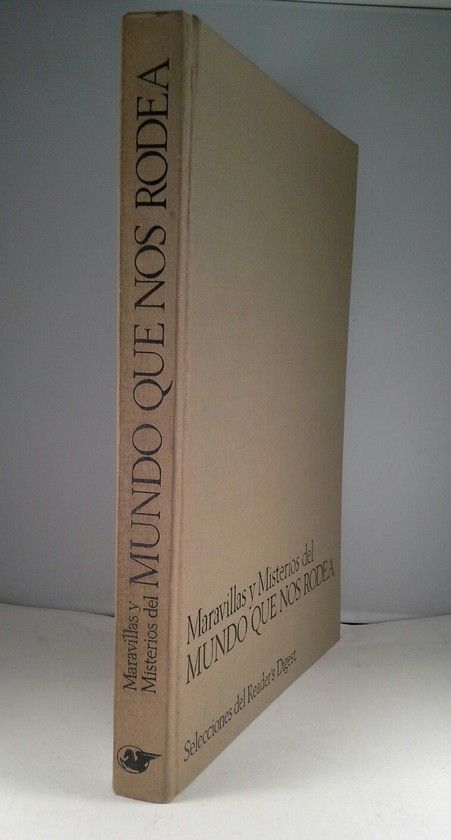 Maravillas y
Misterios del
MUNDO QUE NOS RODEA
Maravillas y Misterios del
MUNDO QUE NOS RODEA
Selecciones del Reader's Digest